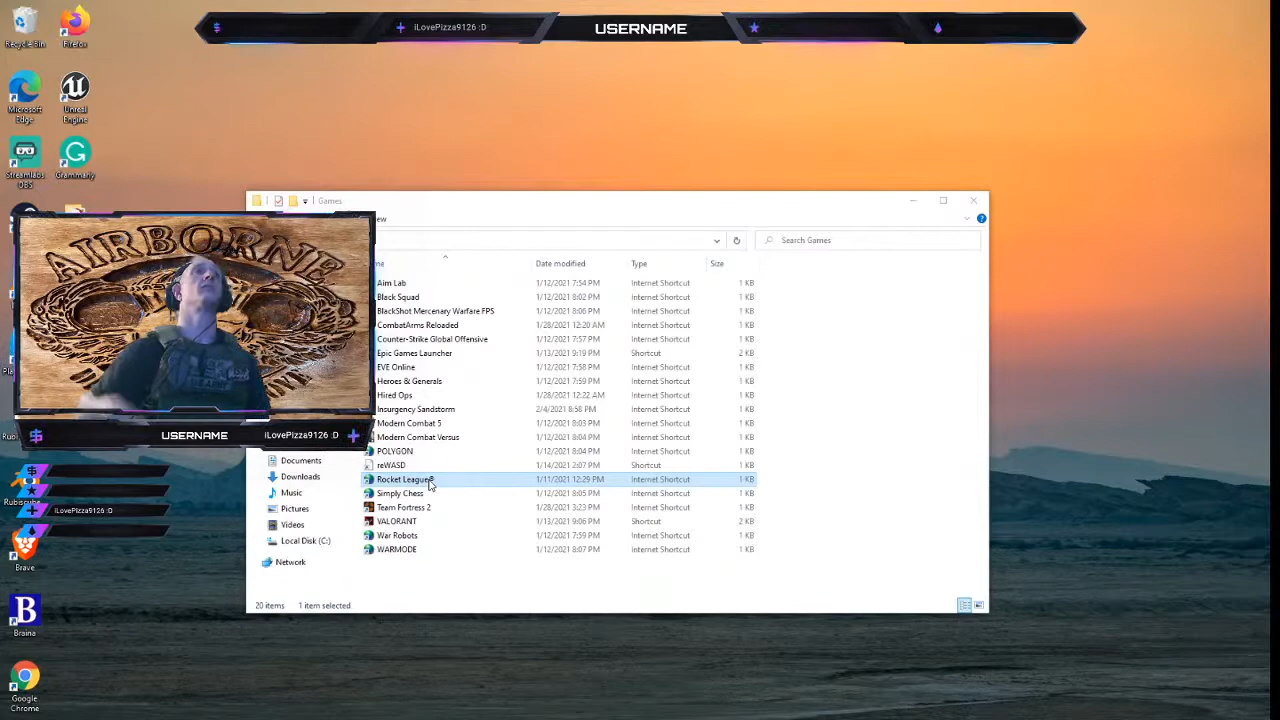 iLovePizza9126 :D
USERNAME
Recycle Bin
Firefox
Microsoft Edge
Unreal Engine
Streamlabs OBS
Grammarly
Games
Search Games
Date modified
Type
Size
Aim Lab 1/12/2021 7:54 PM Internet Shortcut 1 KB
Black Squad 1/12/2021 8:02 PM Internet Shortcut 1 KB
BlackShot Mercenary Warfare FPS 1/12/2021 8:06 PM Internet Shortcut 1 KB
CombatArms Reloaded 1/28/2021 12:20 AM Internet Shortcut 1 KB
Counter-Strike Global Offensive 1/12/2021 7:57 PM Internet Shortcut 1 KB
Epic Games Launcher 1/13/2021 9:19 PM Shortcut 2 KB
EVE Online 1/12/2021 7:58 PM Internet Shortcut 1 KB
Heroes & Generals 1/12/2021 7:59 PM Internet Shortcut 1 KB
Hired Ops 1/28/2021 12:22 AM Internet Shortcut 1 KB
Insurgency Sandstorm 2/4/2021 8:58 PM Internet Shortcut 1 KB
Modern Combat 5 1/12/2021 8:03 PM Internet Shortcut 1 KB
Modern Combat Versus 1/12/2021 8:04 PM Internet Shortcut 1 KB
POLYGON 1/12/2021 8:04 PM Internet Shortcut 1 KB
reWASD 1/14/2021 2:07 PM Shortcut 1 KB
Rocket League 1/11/2021 12:29 PM Internet Shortcut 1 KB
Simply Chess 1/12/2021 8:05 PM Internet Shortcut 1 KB
Team Fortress 2 1/28/2021 3:23 PM Internet Shortcut 1 KB
VALORANT 1/13/2021 9:06 PM Shortcut 2 KB
War Robots 1/12/2021 7:59 PM Internet Shortcut 1 KB
WARMODE 1/12/2021 8:07 PM Internet Shortcut 1 KB
AIRBORNE
USERNAME
iLovePizza9126 :D
Documents
Downloads
Music
Pictures
Videos
Local Disk (C:)
Network
20 items
1 item selected
iLovePizza9126 :D
Brave
B
Braina
Google Chrome